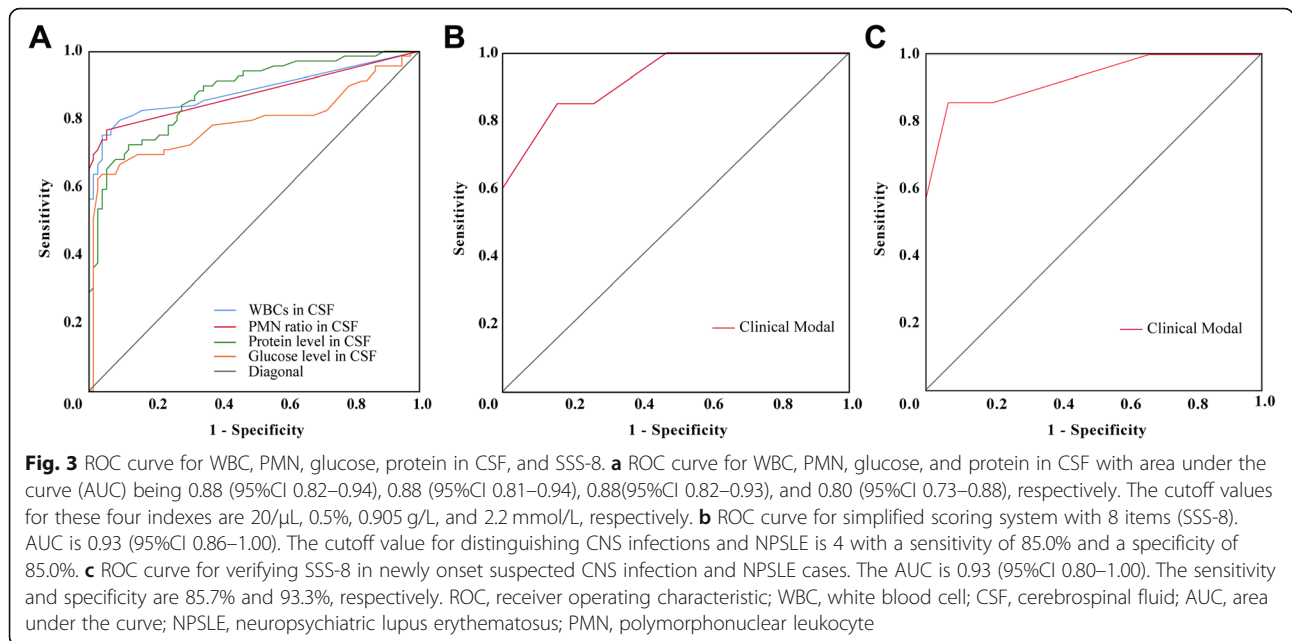 A
B
C
1.0
0.8
0.6
0.4
0.2
0.0
0.2
0.4
0.6
0.8
1.0
Sensitivity
1 - Specificity
WBCs in CSF
PMN ratio in CSF
Protein level in CSF
Glucose level in CSF
Diagonal
1.0
0.8
0.6
0.4
0.2
0.0
0.2
0.4
0.6
0.8
1.0
Sensitivity
1 - Specificity
Clinical Modal
1.0
0.8
0.6
0.4
0.2
0.0
0.2
0.4
0.6
0.8
1.0
Sensitivity
1 - Specificity
Clinical Modal
Fig. 3 ROC curve for WBC, PMN, glucose, protein in CSF, and SSS-8. a ROC curve for WBC, PMN, glucose, and protein in CSF with area under the
curve (AUC) being 0.88 (95%CI 0.82–0.94), 0.88 (95%CI 0.81–0.94), 0.88(95%CI 0.82–0.93), and 0.80 (95%CI 0.73–0.88), respectively. The cutoff values
for these four indexes are 20/μL, 0.5%, 0.905 g/L, and 2.2 mmol/L, respectively. b ROC curve for simplified scoring system with 8 items (SSS-8).
AUC is 0.93 (95%CI 0.86–1.00). The cutoff value for distinguishing CNS infections and NPSLE is 4 with a sensitivity of 85.0% and a specificity of
85.0%. c ROC curve for verifying SSS-8 in newly onset suspected CNS infection and NPSLE cases. The AUC is 0.93 (95%CI 0.80–1.00). The sensitivity
and specificity are 85.7% and 93.3%, respectively. ROC, receiver operating characteristic; WBC, white blood cell; CSF, cerebrospinal fluid; AUC, area
under the curve; NPSLE, neuropsychiatric lupus erythematosus; PMN, polymorphonuclear leukocyte